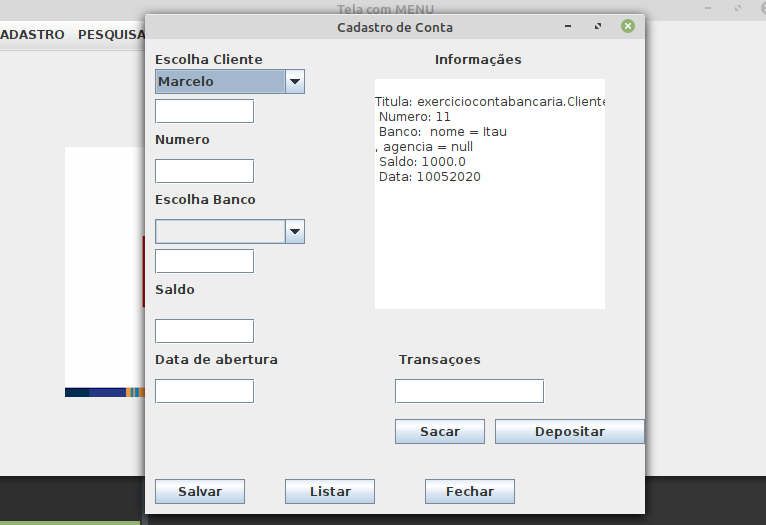 Tela com MENU
ADASTRO PESQUISA
Cadastro de Conta
Escolha Cliente
Marcelo
Numero
Escolha Banco
Saldo
Data de abertura
Informações
Titula: exerciciocontabancaria.Cliente
Numero: 11
Banco:  nome = Itau
, agencia = null
Saldo: 1000.0
Data: 10052020
Transaçoes
Sacar Depositar
Salvar Listar Fechar